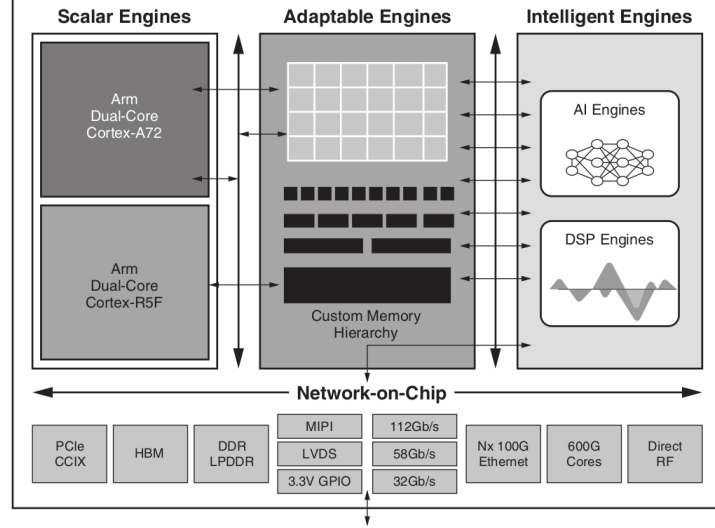 Scalar Engines
Adaptable Engines
Intelligent Engines
Arm
Dual-Core
Cortex-A72
Arm
Dual-Core
Cortex-R5F
Custom Memory
Hierarchy
AI Engines
DSP Engines
Network-on-Chip
PCIe
CCIX
HBM
DDR
LPDDR
MIPI
LVDS
3.3V GPIO
112Gb/s
58Gb/s
32Gb/s
Nx 100G
Ethernet
600G
Cores
Direct
RF